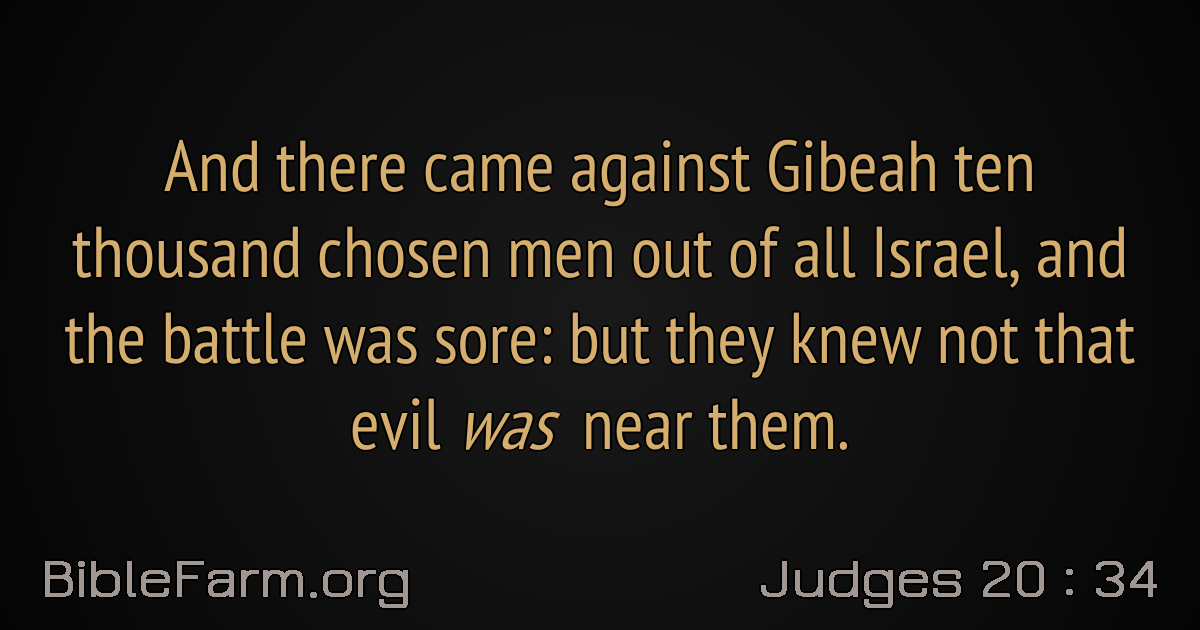 And there came against Gibeah ten
thousand chosen men out of all Israel, and
the battle was sore: but they knew not that
evil was near them.
BibleFarm.org
Judges 20 : 34